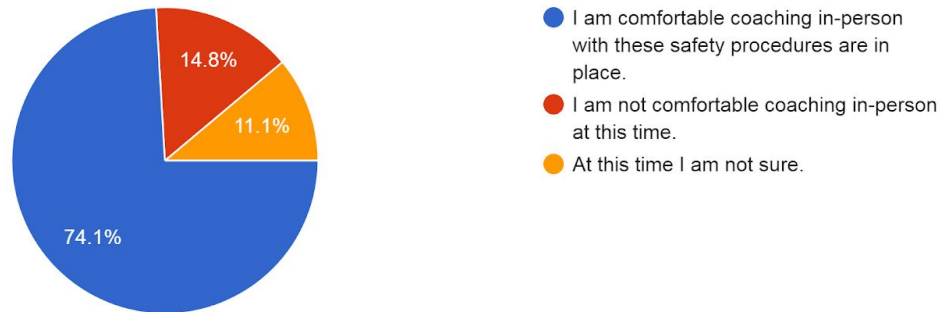 14.8%
11.1%
74.1%
I am comfortable coaching in-person
with these safety procedures are in
place.
I am not comfortable coaching in-person
at this time.
At this time I am not sure.